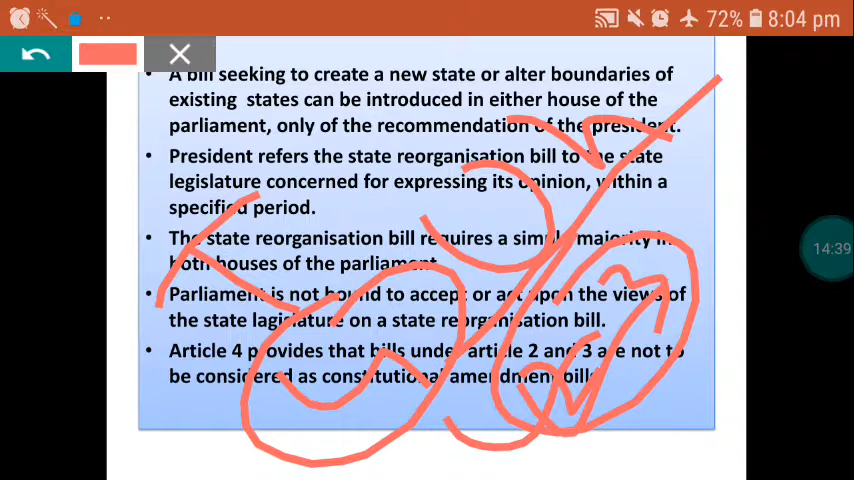 72% 8:04 pm
• A bill seeking to create a new state or alter boundaries of
existing states can be introduced in either house of the
parliament, only of the recommendation of the president.
• President refers the state reorganisation bill to the state
legislature concerned for expressing its opinion, within a
specified period.
• The state reorganisation bill requires a simple majority in
both houses of the parliament.
• Parliament is not bound to accept or act upon the views of
the state lagislature on a state reorganisation bill.
• Article 4 provides that bills under article 2 and 3 are not to
be considered as constitutional amendment bills.
14:39